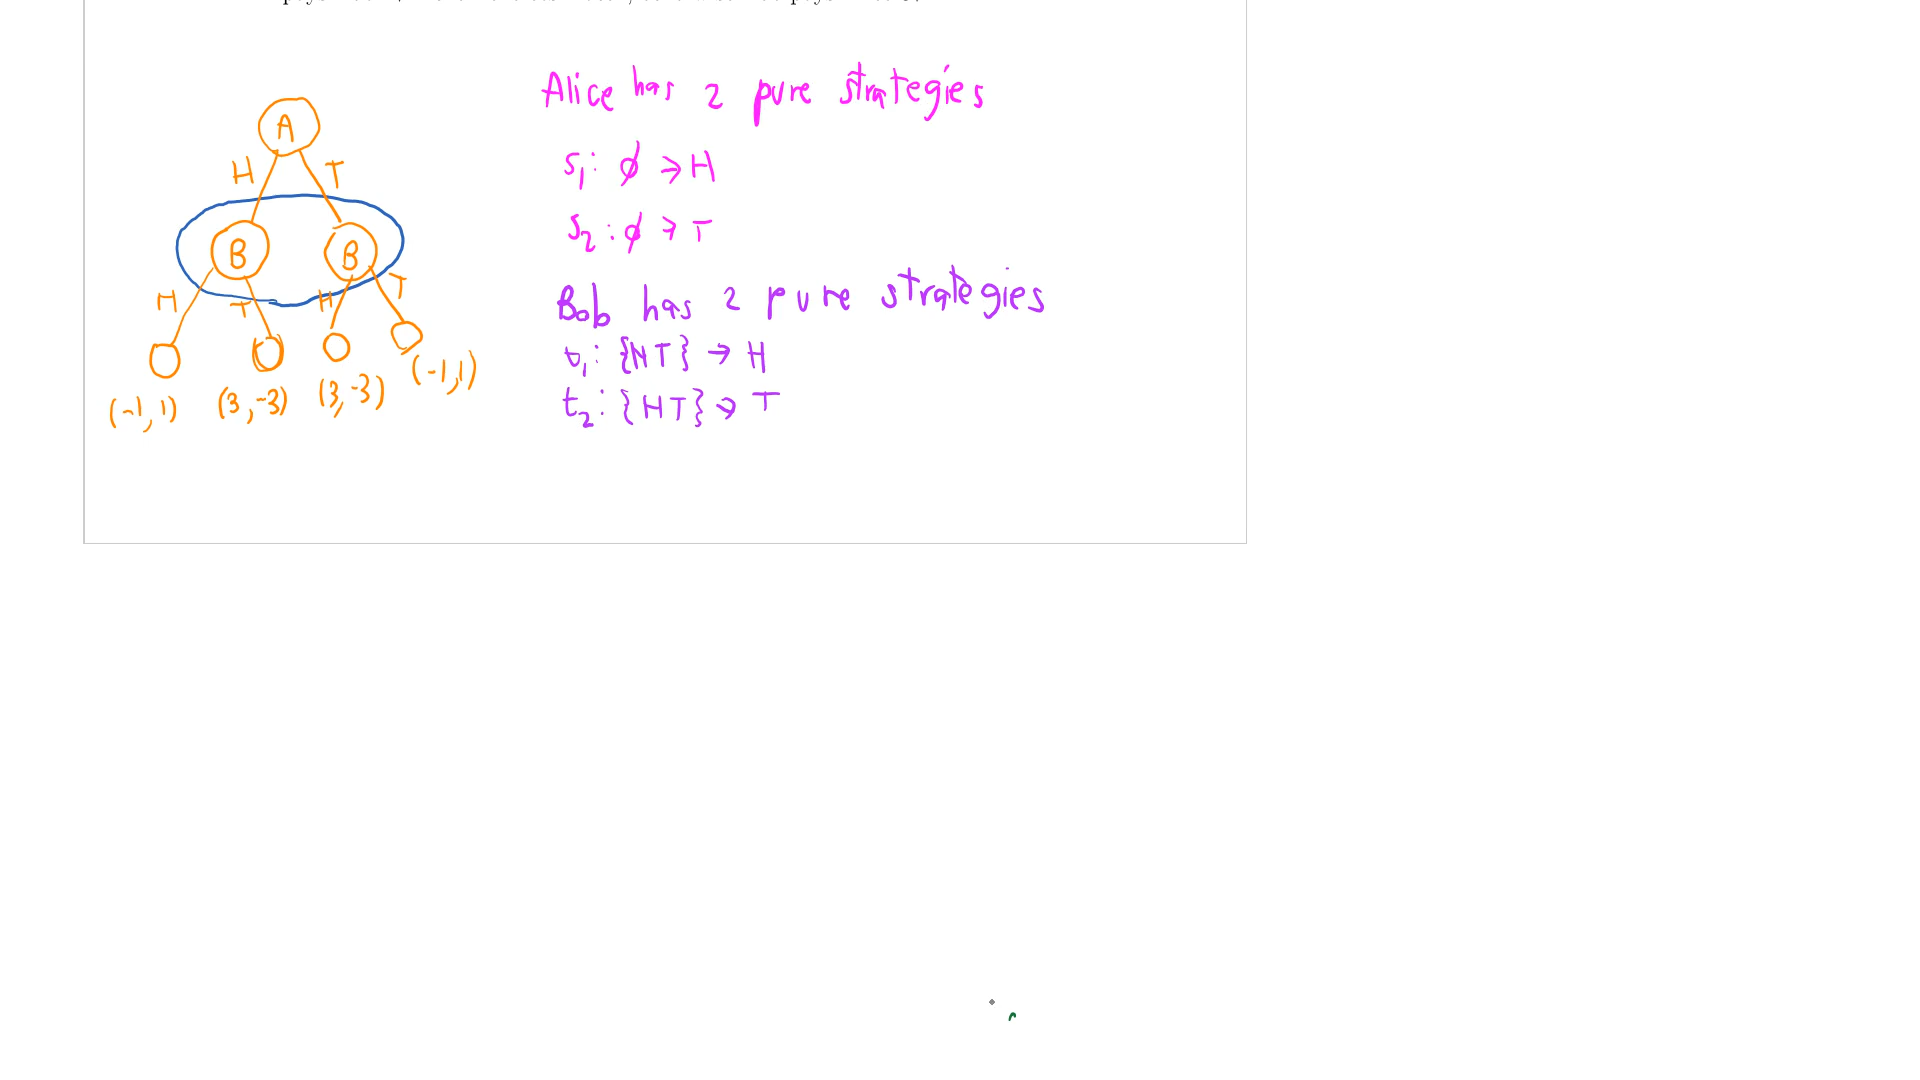 Alice has 2 pure strategies
A
H T
s1: ϕ → H
s2: ϕ → T
B B
H T H T
Bob has 2 pure strategies
t1: {HT} → H
t2: {HT} → T
(-1, 1) (3, -3) (3, -3) (-1, 1)